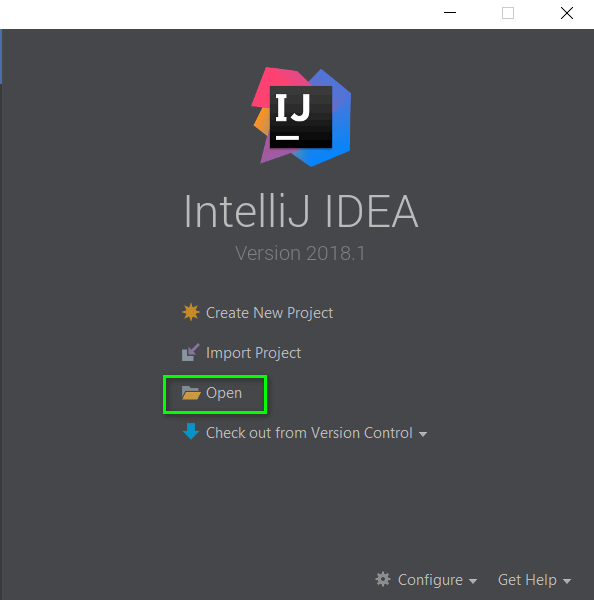 IJ
IntelliJ IDEA
Version 2018.1
Create New Project
Import Project
Open
Check out from Version Control
Configure Get Help